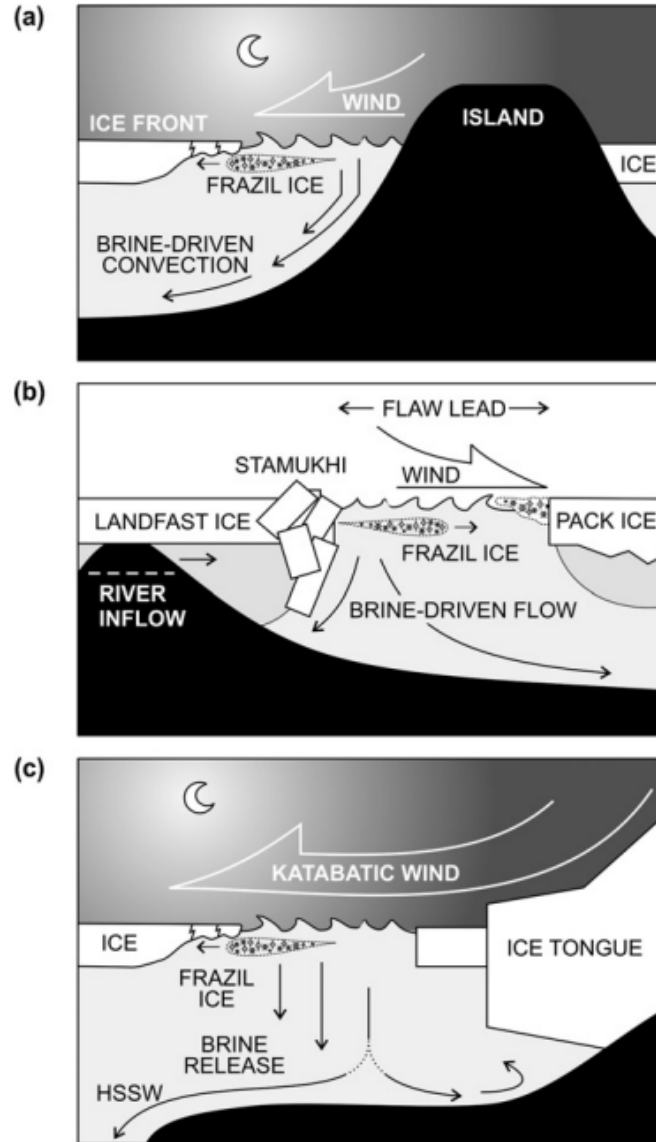 (a)
WIND
ICE FRONT
ISLAND
ICE
FRAZIL ICE
BRINE-DRIVEN
CONVECTION
(b)
FLAW LEAD
STAMUKHI
WIND
LANDFAST ICE
PACK ICE
FRAZIL ICE
RIVER
INFLOW
BRINE-DRIVEN FLOW
(c)
KATABATIC WIND
ICE
ICE TONGUE
FRAZIL
ICE
BRINE
RELEASE
HSSW